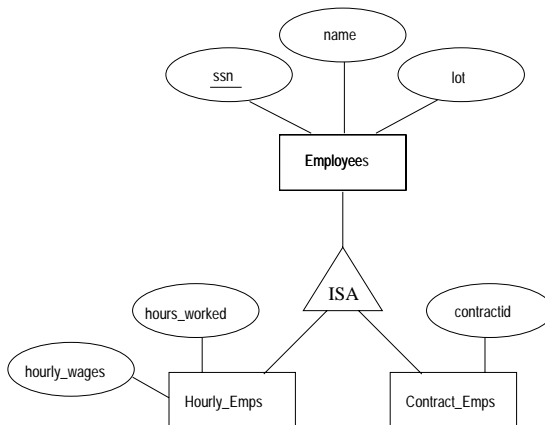 name
ssn
lot
Employees
ISA
hours_worked
contractid
hourly_wages
Hourly_Emps
Contract_Emps